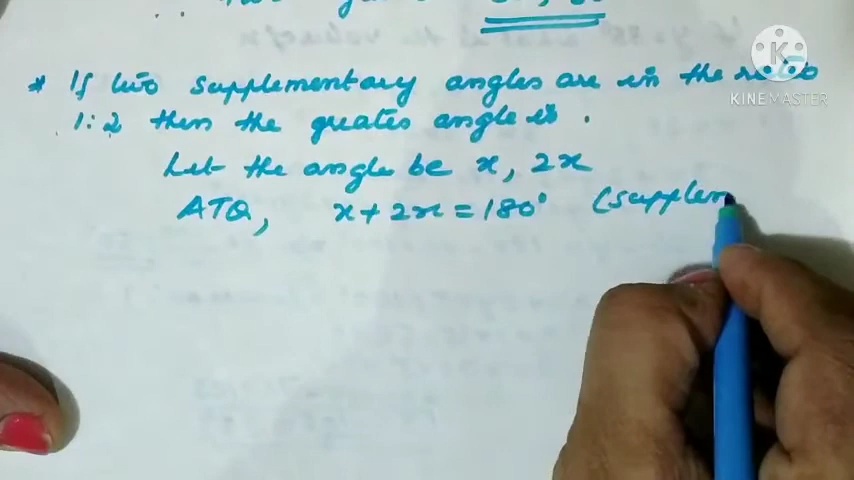 KINEMASTER
* If two supplementary angles are in the ratio
1:2 then the greater angle is .
Let the angle be x, 2x
ATQ, x+2x=180° (supplem